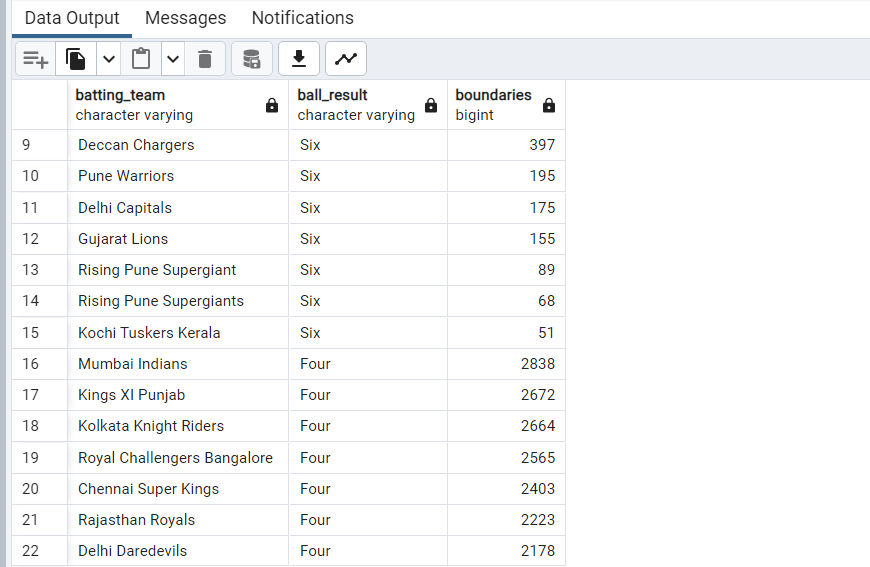 Data Output Messages Notifications
batting_team ball_result boundaries
character varying character varying bigint
9 Deccan Chargers Six 397
10 Pune Warriors Six 195
11 Delhi Capitals Six 175
12 Gujarat Lions Six 155
13 Rising Pune Supergiant Six 89
14 Rising Pune Supergiants Six 68
15 Kochi Tuskers Kerala Six 51
16 Mumbai Indians Four 2838
17 Kings XI Punjab Four 2672
18 Kolkata Knight Riders Four 2664
19 Royal Challengers Bangalore Four 2565
20 Chennai Super Kings Four 2403
21 Rajasthan Royals Four 2223
22 Delhi Daredevils Four 2178